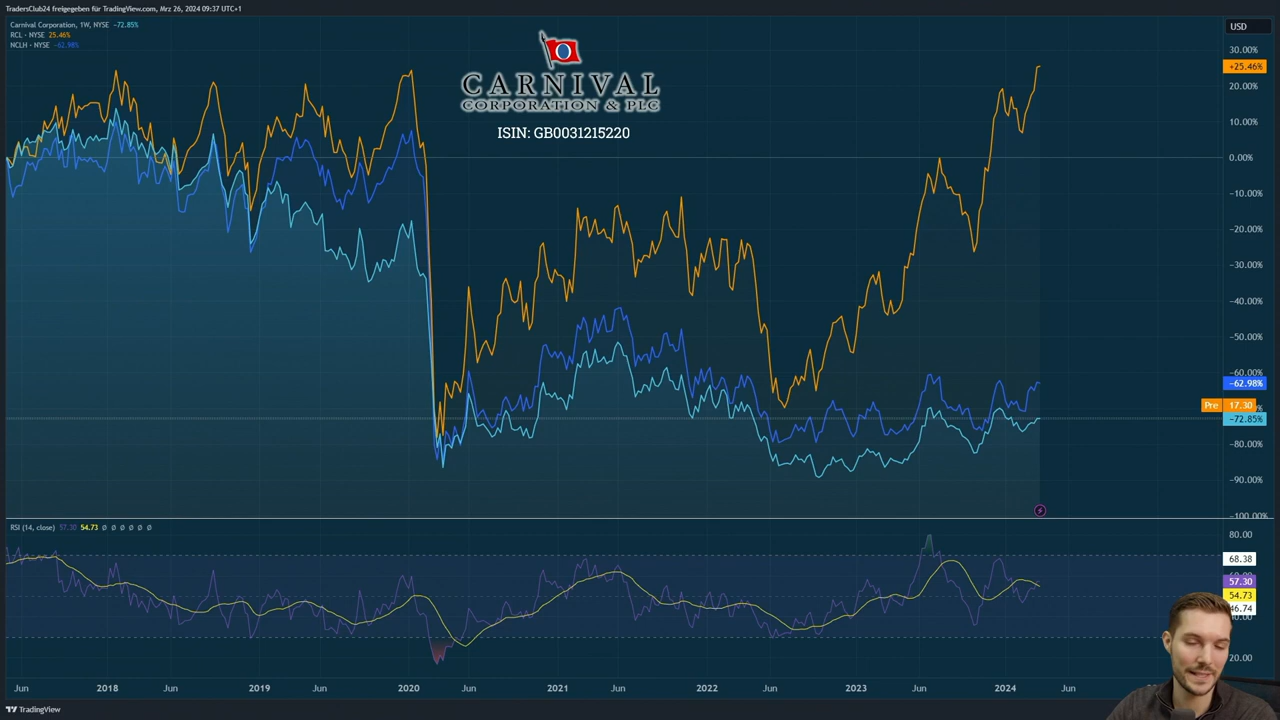 TradersClub24 freigegeben für TradingView.com, Mrz 26, 2024 09:37 UTC+1
Carnival Corporation, 1W, NYSE −72.85%
RCL · NYSE 25.46%
NCLH · NYSE −62.98%
CARNIVAL
CORPORATION & PLC
ISIN: GB0031215220
USD
30.00%
+25.46%
20.00%
10.00%
0.00%
−10.00%
−20.00%
−30.00%
−40.00%
−50.00%
−60.00%
−62.98%
Pre 17.30
−72.85%
−80.00%
−90.00%
−100.00%
RSI (14, close) 57.30 54.73 Ø Ø Ø Ø Ø Ø
80.00
68.38
57.30
54.73
46.74
20.00
Jun 2018 Jun 2019 Jun 2020 Jun 2021 Jun 2022 Jun 2023 Jun 2024 Jun
TradingView